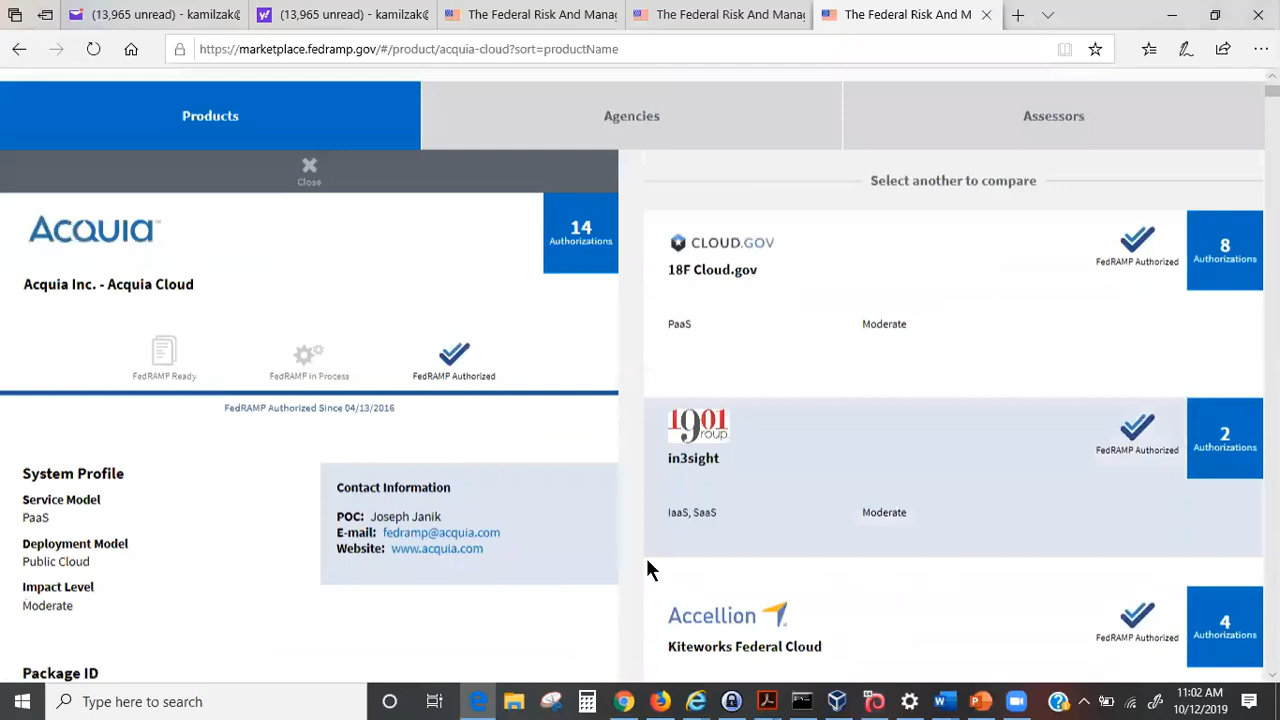 (13,965 unread) - kamilzak
(13,965 unread) - kamilzak
The Federal Risk And Manag
The Federal Risk And Manag
The Federal Risk And M
https://marketplace.fedramp.gov/#/product/acquia-cloud?sort=productName
Products
Agencies
Assessors
Close
ACQUIA
14
Authorizations
Acquia Inc. - Acquia Cloud
FedRAMP Ready
FedRAMP In Process
FedRAMP Authorized
FedRAMP Authorized Since 04/13/2016
System Profile
Service Model
PaaS
Deployment Model
Public Cloud
Impact Level
Moderate
Package ID
Contact Information
POC: Joseph Janik
E-mail: fedramp@acquia.com
Website: www.acquia.com
Select another to compare
CLOUD.GOV
18F Cloud.gov
FedRAMP Authorized
8
Authorizations
PaaS
Moderate
1901
Group
in3sight
FedRAMP Authorized
2
Authorizations
IaaS, SaaS
Moderate
Accellion
Kiteworks Federal Cloud
FedRAMP Authorized
4
Authorizations
Type here to search
11:02 AM
10/12/2019